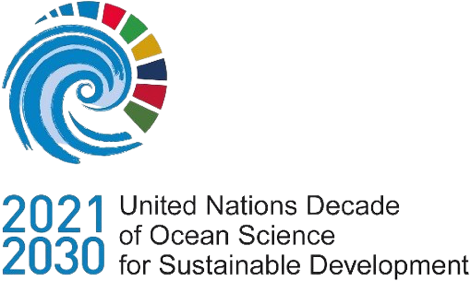 2021
2030
United Nations Decade
of Ocean Science
for Sustainable Development